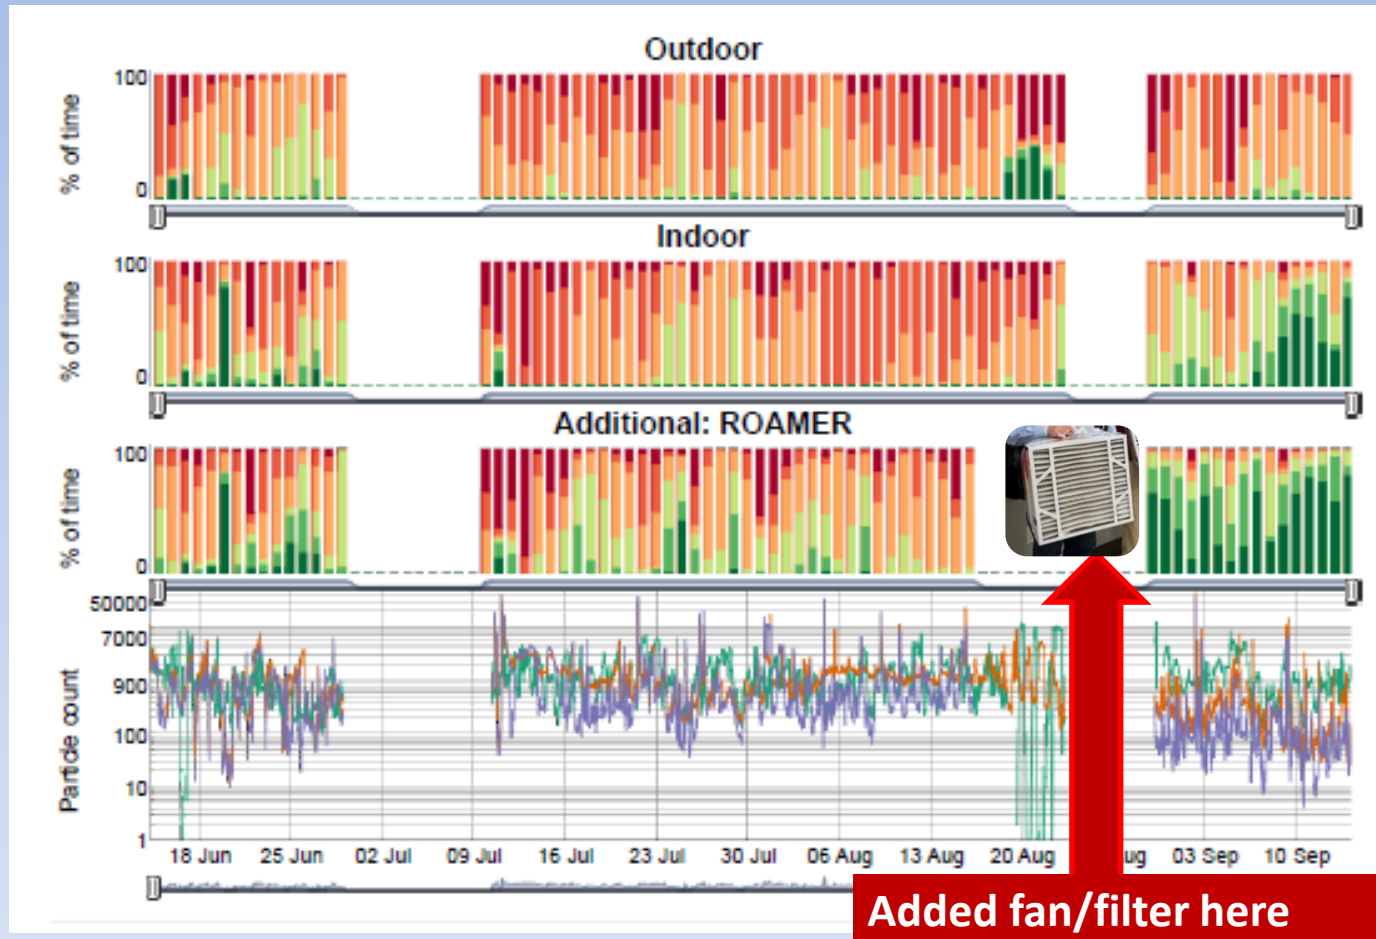 Outdoor
100
% of time
0
Indoor
100
% of time
0
Additional: ROAMER
100
% of time
0
50000
7000
900
100
10
1
Particle count
18 Jun 25 Jun 02 Jul 09 Jul 16 Jul 23 Jul 30 Jul 06 Aug 13 Aug 20 Aug ug 03 Sep 10 Sep
Added fan/filter here